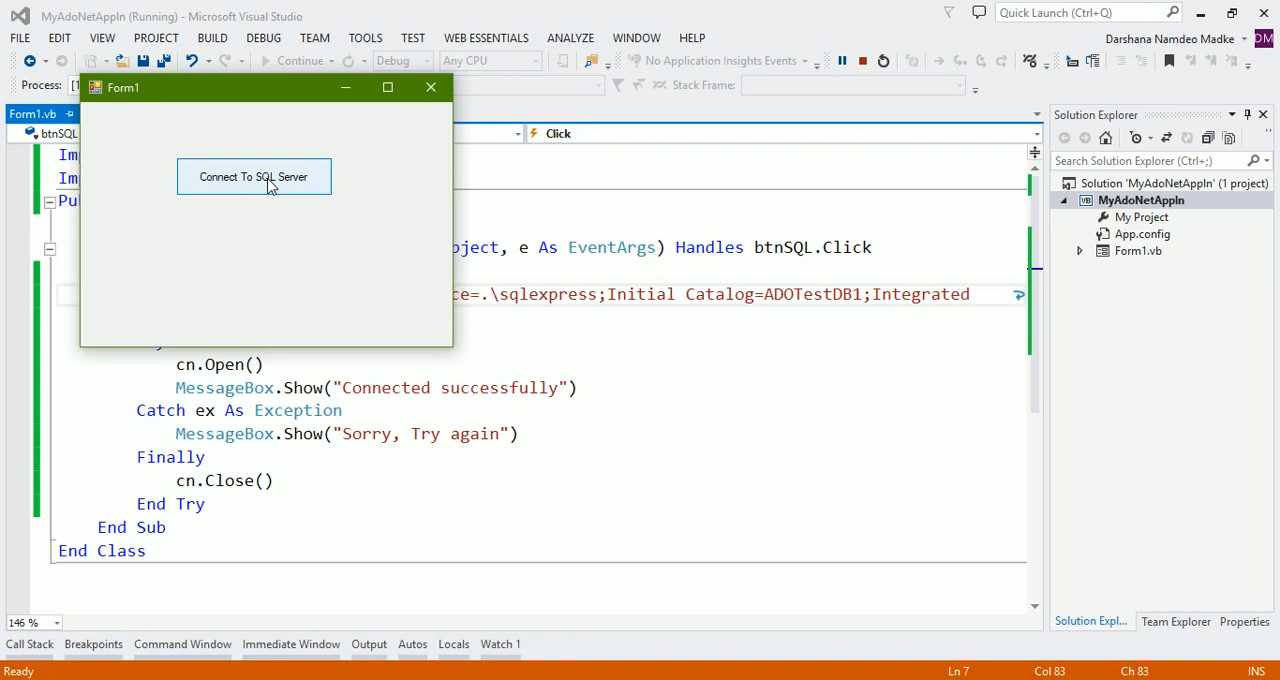 MyAdoNetAppln (Running) - Microsoft Visual Studio
Quick Launch (Ctrl+Q)
FILE EDIT VIEW PROJECT BUILD DEBUG TEAM TOOLS TEST WEB ESSENTIALS ANALYZE WINDOW HELP
Darshana Namdeo Madke DM
Continue Debug Any CPU No Application Insights Events
Process: [1 Stack Frame:
Form1
Form1.vb
Solution Explorer
btnSQL Click
Search Solution Explorer (Ctrl+;)
Connect To SQL Server
Solution 'MyAdoNetAppln' (1 project)
VB MyAdoNetAppln
My Project
App.config
Form1.vb
Imp
Imp
Pu
bject, e As EventArgs) Handles btnSQL.Click
ce=.\sqlexpress;Initial Catalog=ADOTestDB1;Integrated
cn.Open()
MessageBox.Show("Connected successfully")
Catch ex As Exception
MessageBox.Show("Sorry, Try again")
Finally
cn.Close()
End Try
End Sub
End Class
146 %
Solution Expl... Team Explorer Properties
Call Stack Breakpoints Command Window Immediate Window Output Autos Locals Watch 1
Ready Ln 7 Col 83 Ch 83 INS